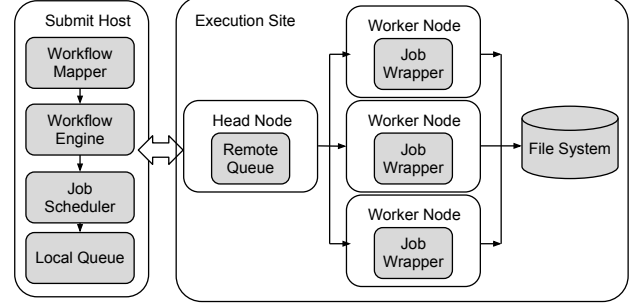 Submit Host
Workflow
Mapper
Workflow
Engine
Job
Scheduler
Local Queue
Execution Site
Head Node
Remote
Queue
Worker Node
Job
Wrapper
Worker Node
Job
Wrapper
Worker Node
Job
Wrapper
File System